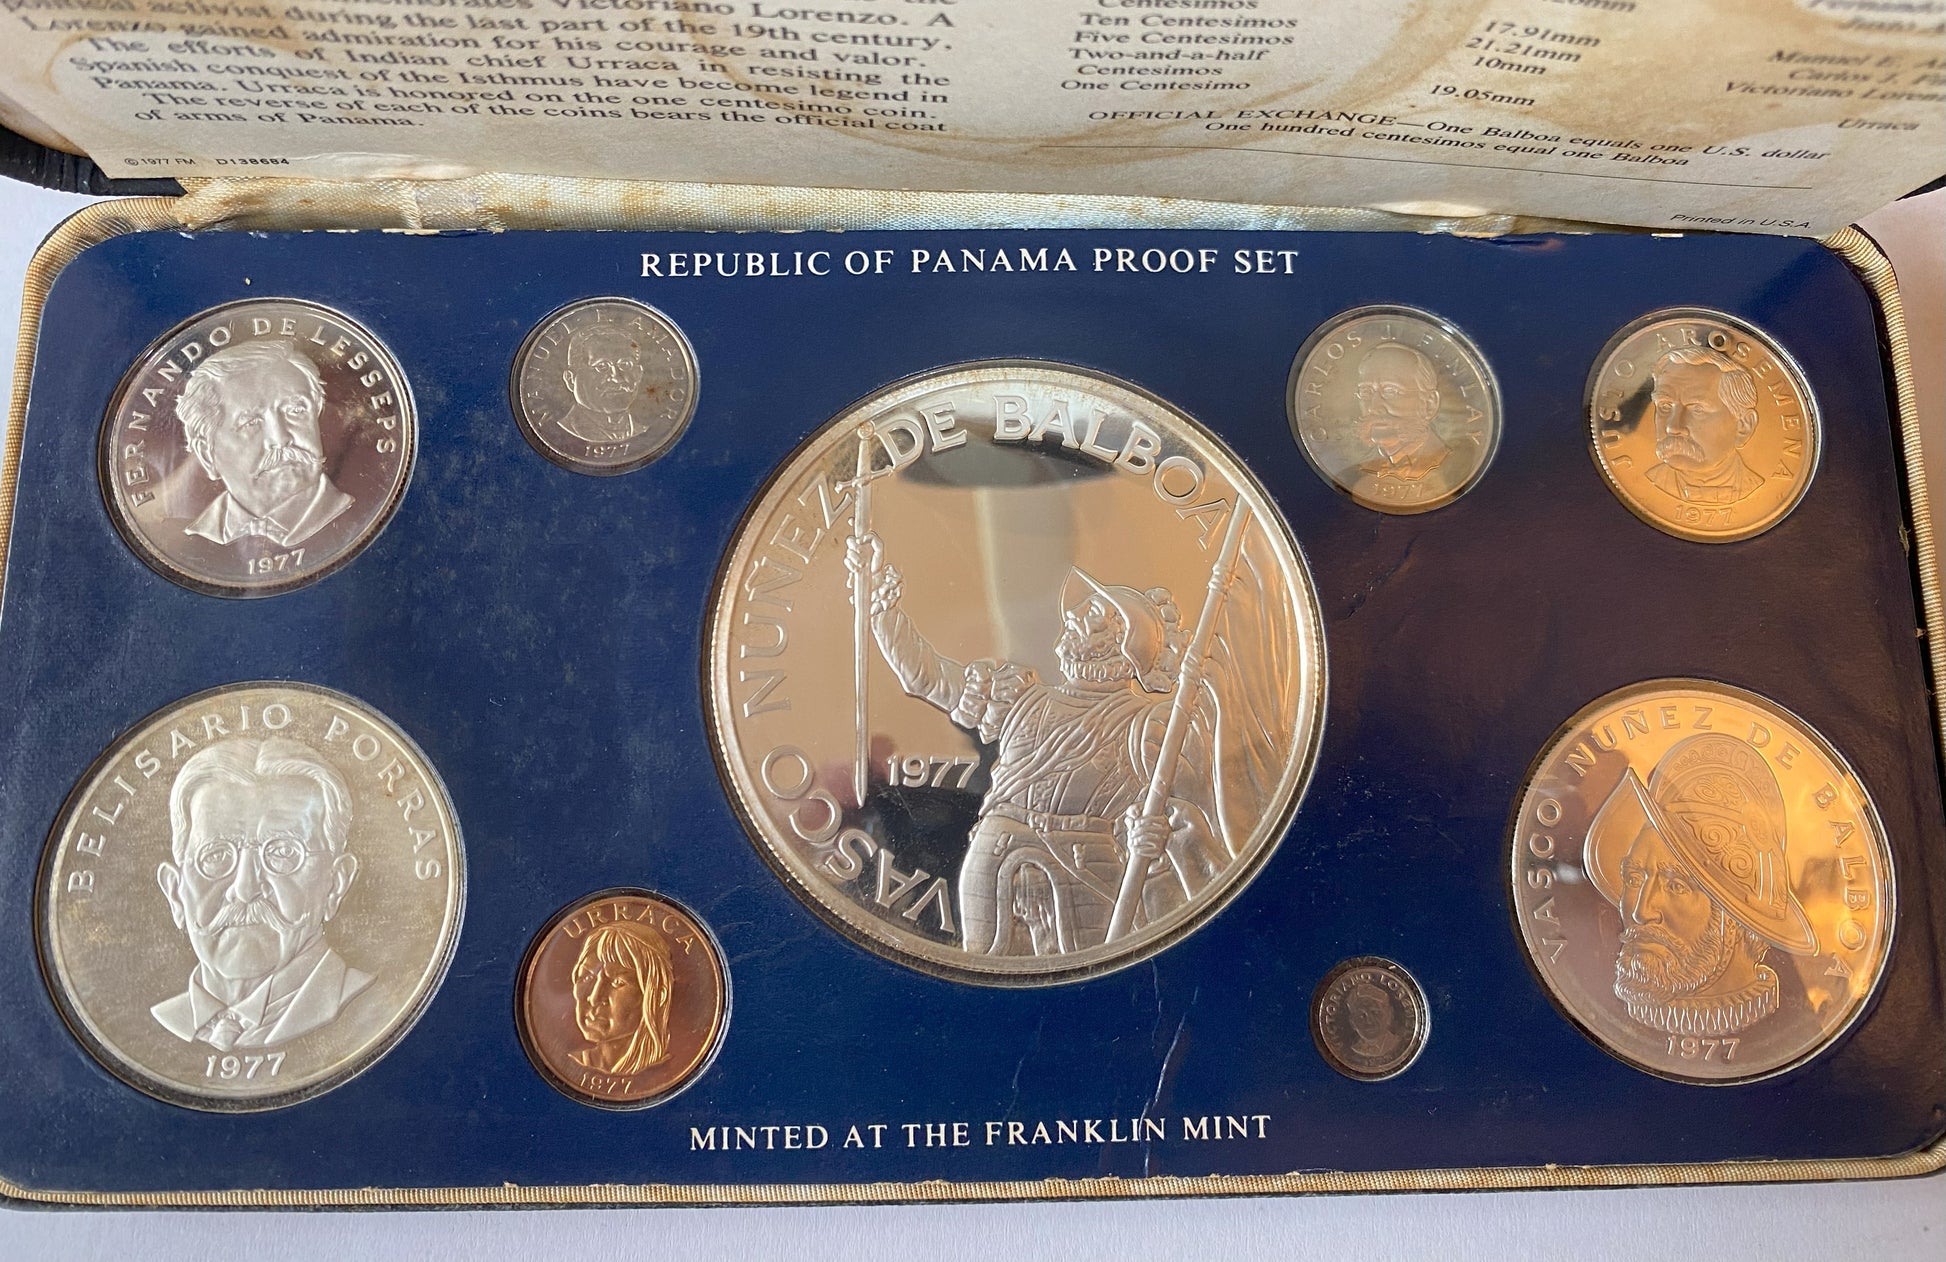 political activist during the last part of the 19th century,
Lorenzo gained admiration for his courage and valor.
The efforts of Indian chief Urraca in resisting the
Spanish conquest of the Isthmus have become legend in
Panama. Urraca is honored on the one centesimo coin.
The reverse of each of the coins bears the official coat
of arms of Panama.
© 1977 FM D138684
Centesimos
Ten Centesimos
Five Centesimos
Two-and-a-half
Centesimos
One Centesimo
17.91mm
21.21mm
10mm
19.05mm
Manuel E.
Carlos J.
Victoriano Lorenzo
Urraca
OFFICIAL EXCHANGE—One Balboa equals one U.S. dollar
One hundred centesimos equal one Balboa
Printed in U.S.A.
REPUBLIC OF PANAMA PROOF SET
FERNANDO DE LESSEPS
1977
MANUEL E. AMADOR
1977
VASCO NUÑEZ DE BALBOA
1977
CARLOS J. FINLAY
1977
JUSTO AROSEMENA
1977
BELISARIO PORRAS
1977
URRACA
1977
VICTORIANO LORENZO
VASCO NUÑEZ DE BALBOA
1977
MINTED AT THE FRANKLIN MINT